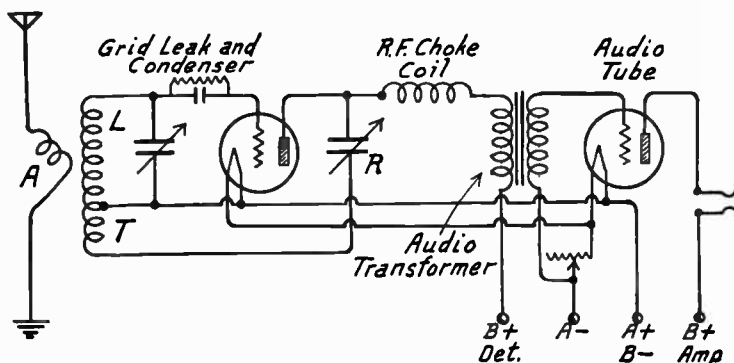 Grid Leak and
Condenser
R.F. Choke
Coil
Audio
Tube
L
A
R
T
Audio
Transformer
B+
Det.
A-
A+
B-
B+
Amp